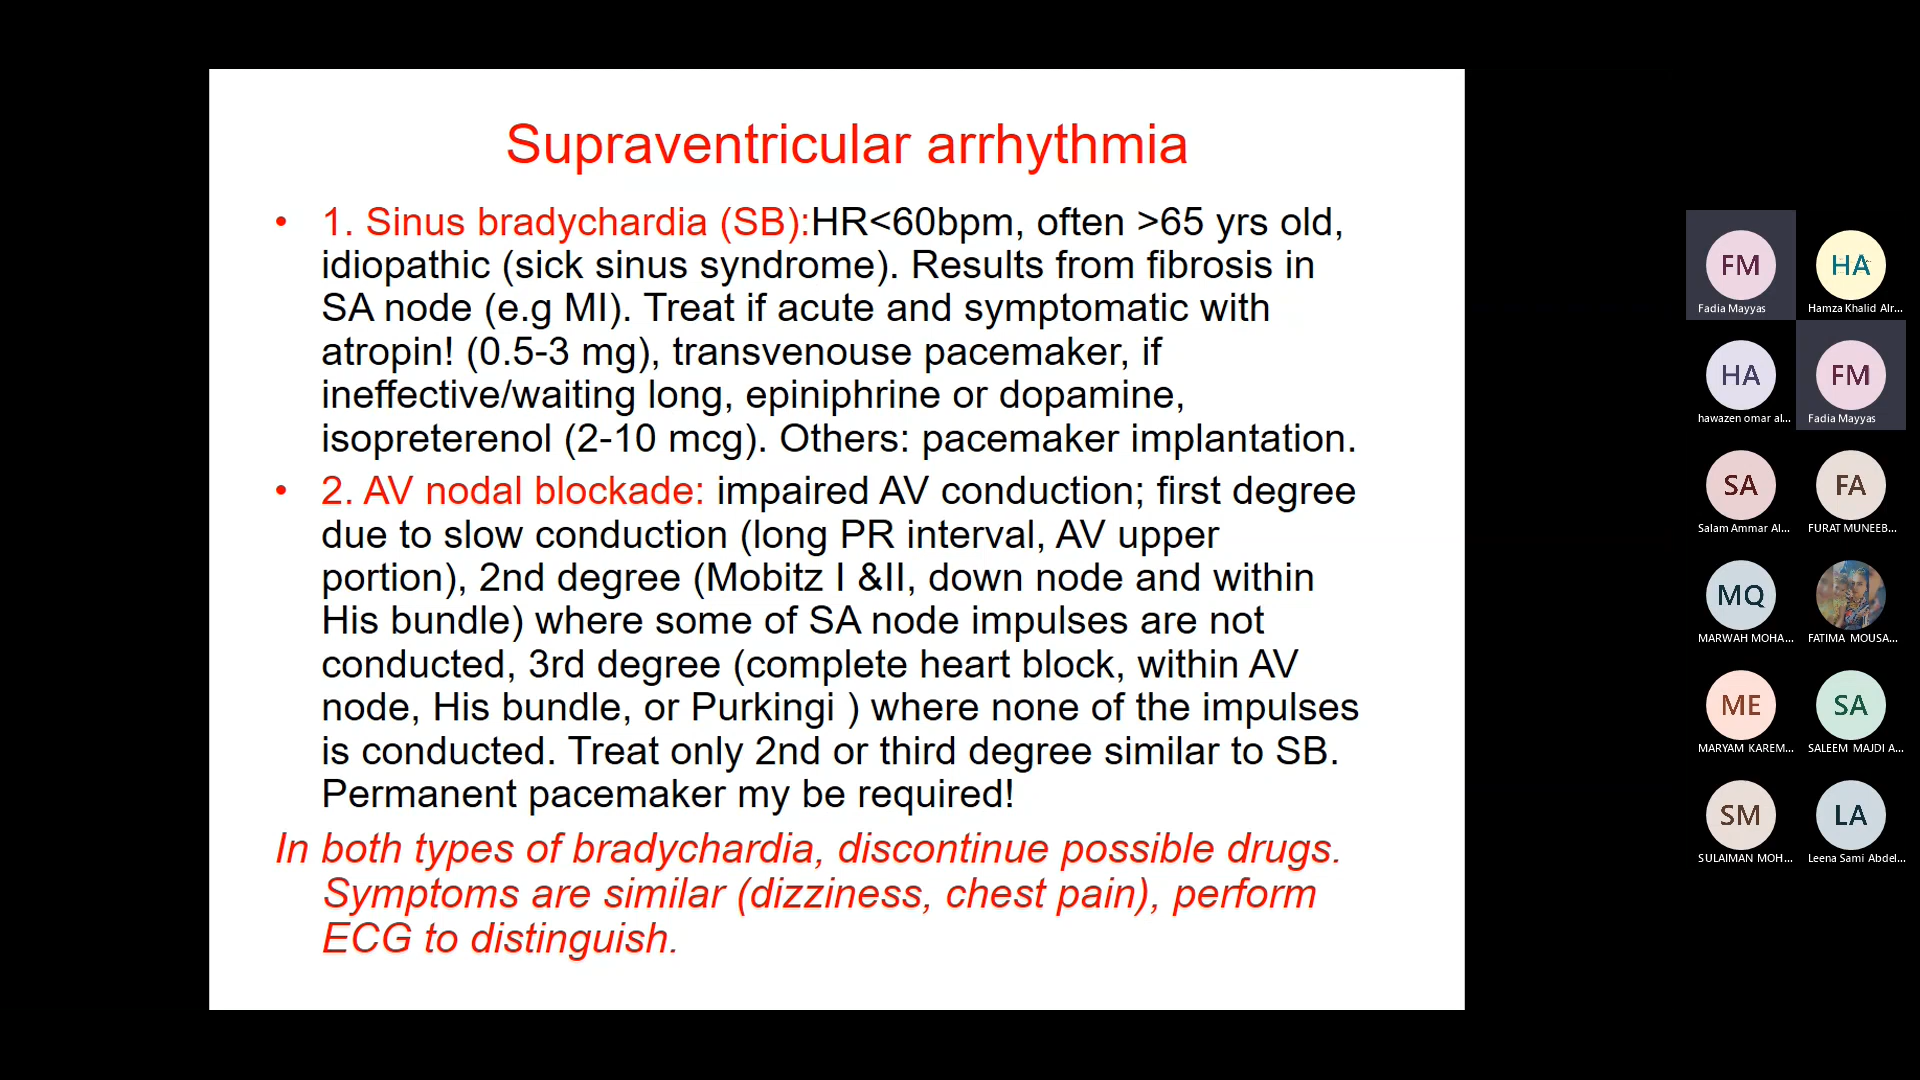 Supraventricular arrhythmia
• 1. Sinus bradychardia (SB):HR<60bpm, often >65 yrs old,
idiopathic (sick sinus syndrome). Results from fibrosis in
SA node (e.g MI). Treat if acute and symptomatic with
atropin! (0.5-3 mg), transvenouse pacemaker, if
ineffective/waiting long, epiniphrine or dopamine,
isopreterenol (2-10 mcg). Others: pacemaker implantation.
• 2. AV nodal blockade: impaired AV conduction; first degree
due to slow conduction (long PR interval, AV upper
portion), 2nd degree (Mobitz I &II, down node and within
His bundle) where some of SA node impulses are not
conducted, 3rd degree (complete heart block, within AV
node, His bundle, or Purkingi ) where none of the impulses
is conducted. Treat only 2nd or third degree similar to SB.
Permanent pacemaker my be required!
In both types of bradychardia, discontinue possible drugs.
Symptoms are similar (dizziness, chest pain), perform
ECG to distinguish.
FM
Fadia Mayyas
HA
Hamza Khalid Alr...
HA
hawazen omar al...
FM
Fadia Mayyas
SA
Salam Ammar Al...
FA
FURAT MUNEEB...
MQ
MARWAH MOHA...
FATIMA MOUSA...
ME
MARYAM KAREM...
SA
SALEEM MAJDI A...
SM
SULAIMAN MOH...
LA
Leena Sami Abdel...